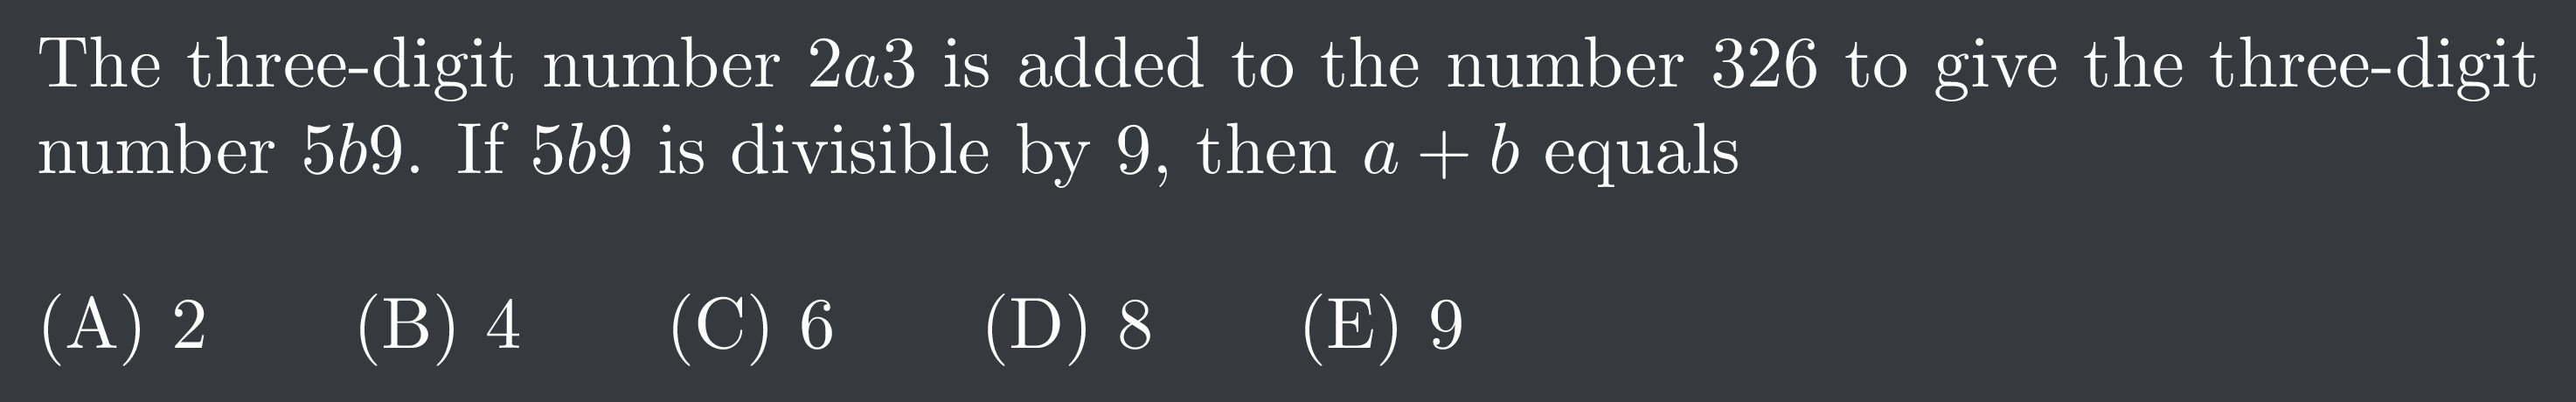 The three-digit number 2a3 is added to the number 326 to give the three-digit
number 5b9. If 5b9 is divisible by 9, then a + b equals
(A) 2 (B) 4 (C) 6 (D) 8 (E) 9